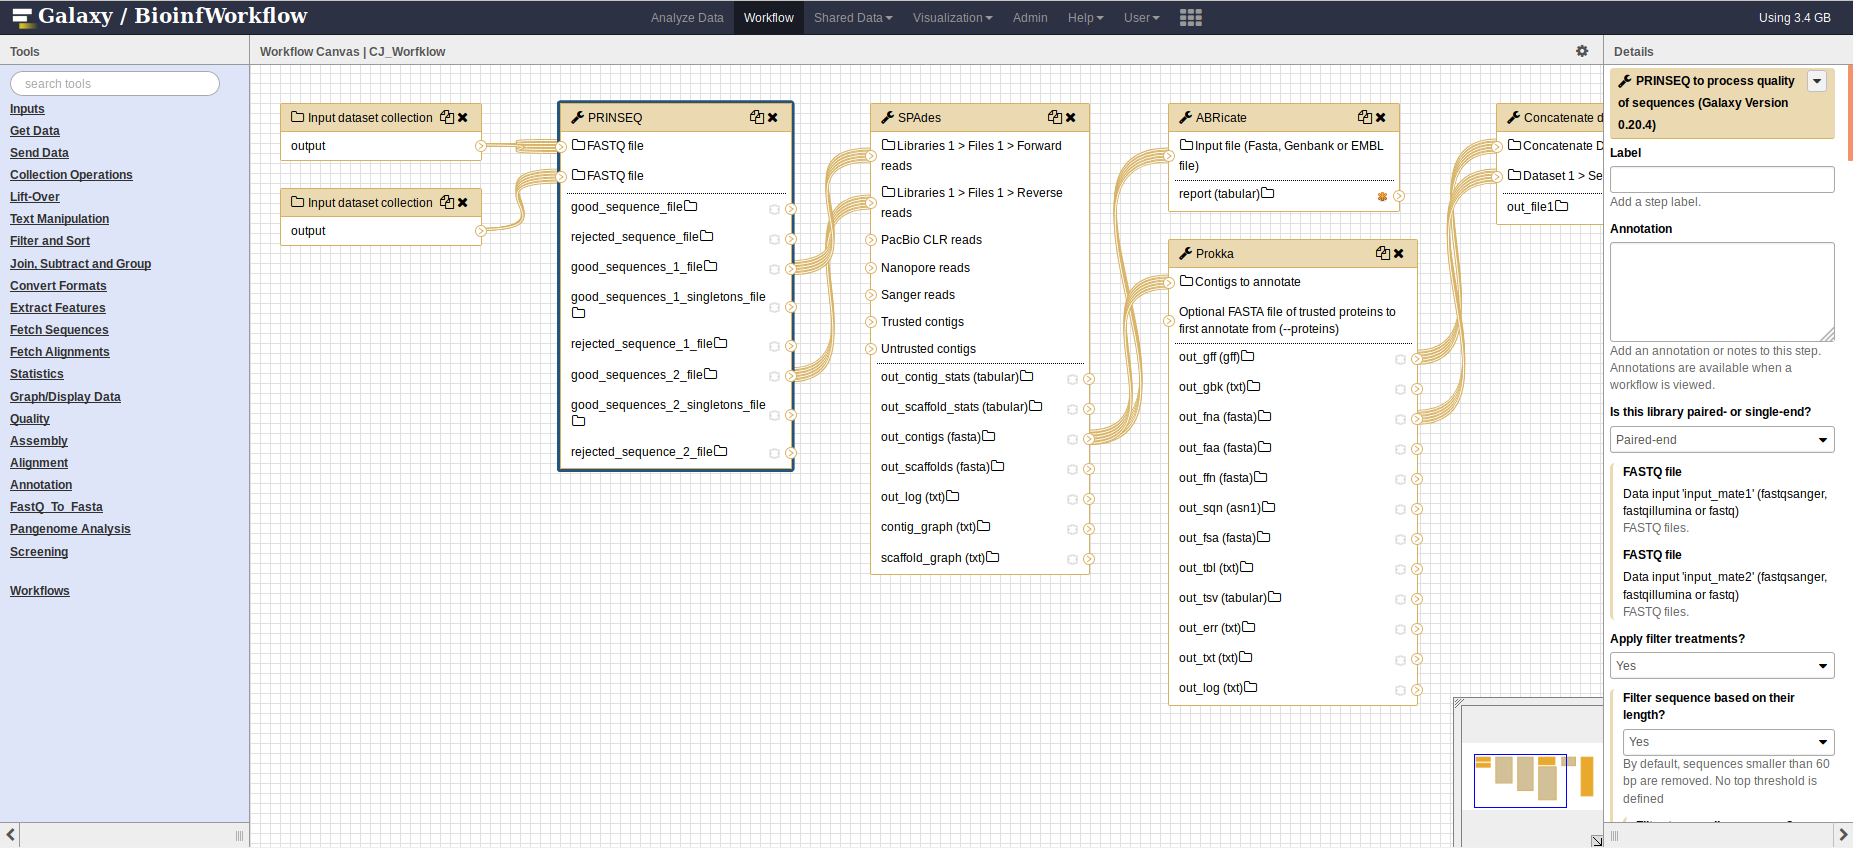 Galaxy / BioinfWorkflow
Analyze Data
Workflow
Shared Data
Visualization
Admin
Help
User
Using 3.4 GB
Tools
search tools
Inputs
Get Data
Send Data
Collection Operations
Lift-Over
Text Manipulation
Filter and Sort
Join, Subtract and Group
Convert Formats
Extract Features
Fetch Sequences
Fetch Alignments
Statistics
Graph/Display Data
Quality
Assembly
Alignment
Annotation
FastQ_To_Fasta
Pangenome Analysis
Screening
Workflows
Workflow Canvas | CJ_Worfklow
Input dataset collection
output
Input dataset collection
output
PRINSEQ
FASTQ file
FASTQ file
good_sequence_file
rejected_sequence_file
good_sequences_1_file
good_sequences_1_singletons_file
rejected_sequence_1_file
good_sequences_2_file
good_sequences_2_singletons_file
rejected_sequence_2_file
SPAdes
Libraries 1 > Files 1 > Forward
reads
Libraries 1 > Files 1 > Reverse
reads
PacBio CLR reads
Nanopore reads
Sanger reads
Trusted contigs
Untrusted contigs
out_contig_stats (tabular)
out_scaffold_stats (tabular)
out_contigs (fasta)
out_scaffolds (fasta)
out_log (txt)
contig_graph (txt)
scaffold_graph (txt)
ABRicate
Input file (Fasta, Genbank or EMBL
file)
report (tabular)
Prokka
Contigs to annotate
Optional FASTA file of trusted proteins to
first annotate from (--proteins)
out_gff (gff)
out_gbk (txt)
out_fna (fasta)
out_faa (fasta)
out_ffn (fasta)
out_sqn (asn1)
out_fsa (fasta)
out_tbl (txt)
out_tsv (tabular)
out_err (txt)
out_txt (txt)
out_log (txt)
Concatenate d
Concatenate D
Dataset 1 > Se
out_file1
Details
PRINSEQ to process quality
of sequences (Galaxy Version
0.20.4)
Label
Add a step label.
Annotation
Add an annotation or notes to this step.
Annotations are available when a
workflow is viewed.
Is this library paired- or single-end?
Paired-end
FASTQ file
Data input 'input_mate1' (fastqsanger,
fastqillumina or fastq)
FASTQ files.
FASTQ file
Data input 'input_mate2' (fastqsanger,
fastqillumina or fastq)
FASTQ files.
Apply filter treatments?
Yes
Filter sequence based on their
length?
Yes
By default, sequences smaller than 60
bp are removed. No top threshold is
defined